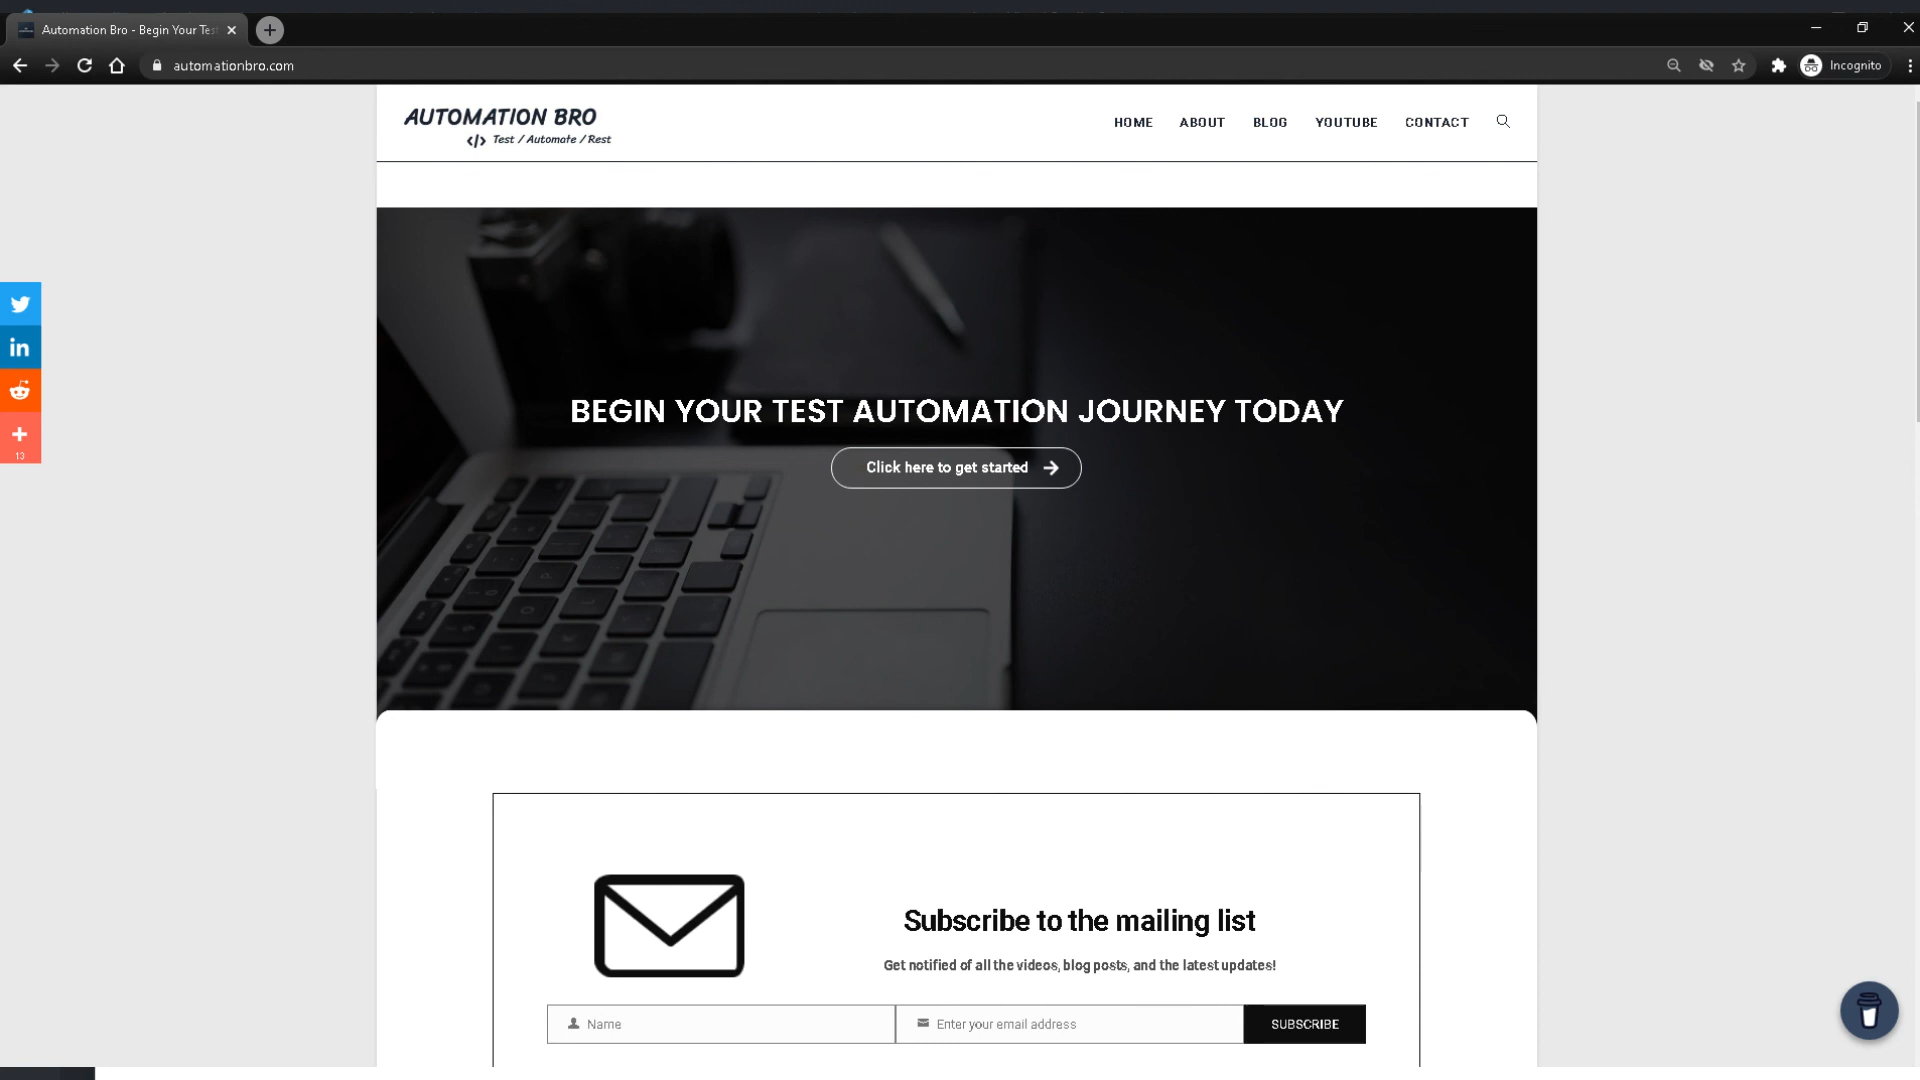 Automation Bro - Begin Your Tes
automationbro.com
Incognito
AUTOMATION BRO
</> Test / Automate / Rest
HOME ABOUT BLOG YOUTUBE CONTACT
13
BEGIN YOUR TEST AUTOMATION JOURNEY TODAY
Click here to get started
Subscribe to the mailing list
Get notified of all the videos, blog posts, and the latest updates!
Name
Enter your email address
SUBSCRIBE